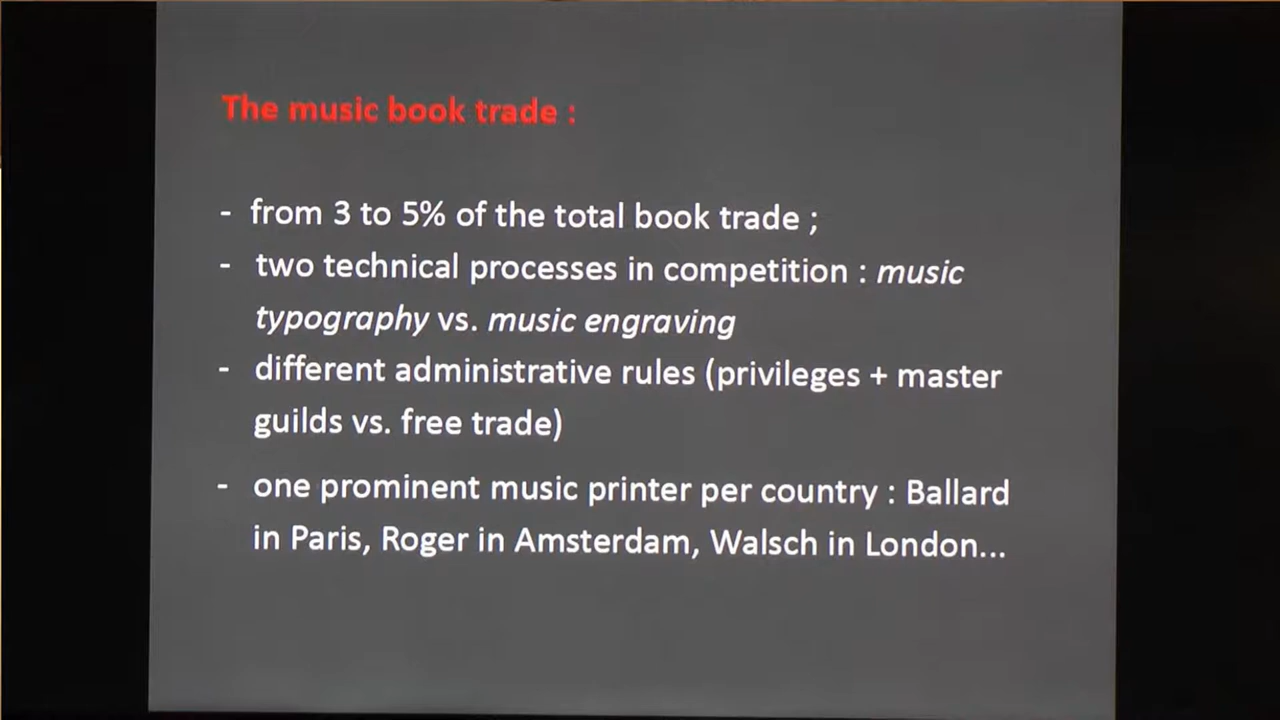 The music book trade :
- from 3 to 5% of the total book trade ;
- two technical processes in competition : music
typography vs. music engraving
- different administrative rules (privileges + master
guilds vs. free trade)
- one prominent music printer per country : Ballard
in Paris, Roger in Amsterdam, Walsch in London...